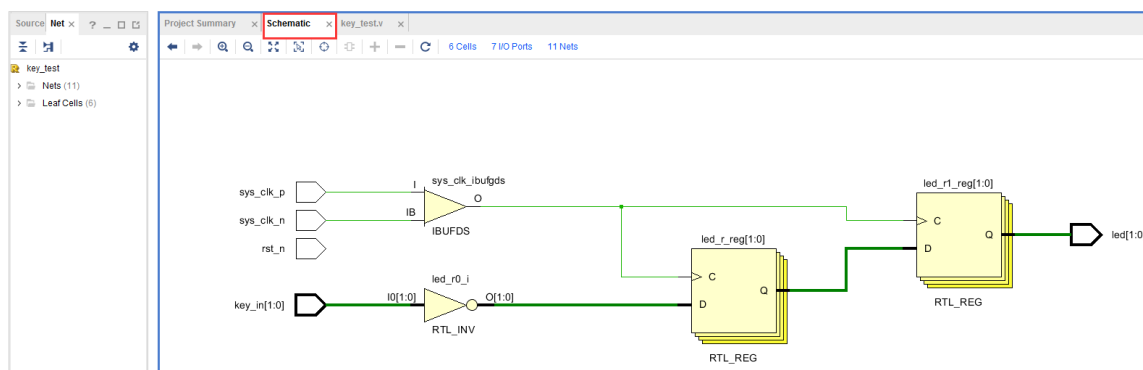 Source Net × ? _
Project Summary × Schematic × key_test.v ×
6 Cells 7 I/O Ports 11 Nets
key_test
Nets (11)
Leaf Cells (6)
sys_clk_p
sys_clk_n
rst_n
key_in[1:0]
sys_clk_ibufgds
I
IB
O
IBUFDS
led_r0_i
I0[1:0]
O[1:0]
RTL_INV
led_r_reg[1:0]
C
D
Q
RTL_REG
led_r1_reg[1:0]
C
D
Q
RTL_REG
led[1:0